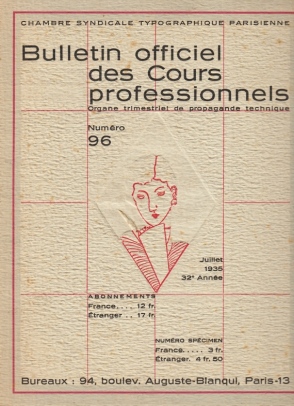 CHAMBRE SYNDICALE TYPOGRAPHIQUE PARISIENNE
Bulletin officiel
des Cours
professionnels
Organe trimestriel de propagande technique
Numéro
96
Juillet
1935
32e Année
ABONNEMENTS
France.... 12 fr.
Étranger .. 17 fr.
NUMÉRO SPÉCIMEN
France..... 3 fr.
Étranger. 4 fr. 50
Bureaux : 94, boulev. Auguste-Blanqui, Paris-13